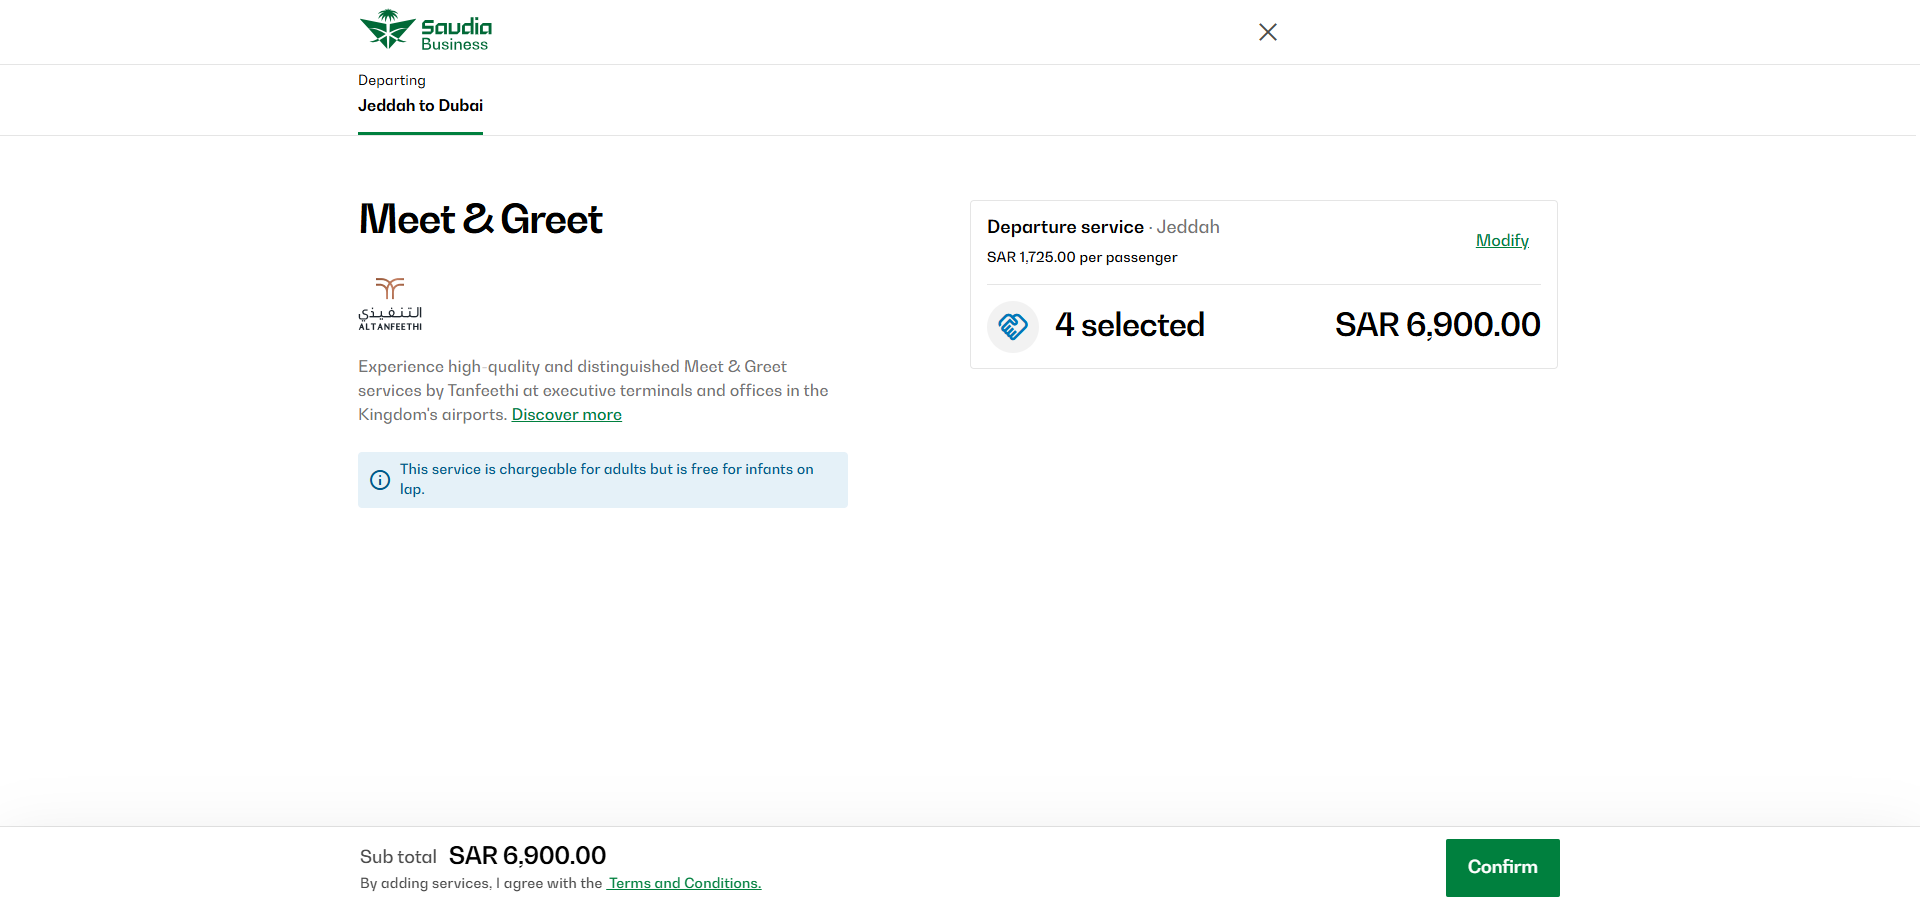 Saudia
Business
Departing
Jeddah to Dubai
Meet & Greet
التنفيذي
ALTANFEETHI
Experience high-quality and distinguished Meet & Greet
services by Tanfeethi at executive terminals and offices in the
Kingdom's airports. Discover more
This service is chargeable for adults but is free for infants on
lap.
Departure service · Jeddah
SAR 1,725.00 per passenger
Modify
4 selected
SAR 6,900.00
Sub total SAR 6,900.00
By adding services, I agree with the Terms and Conditions.
Confirm